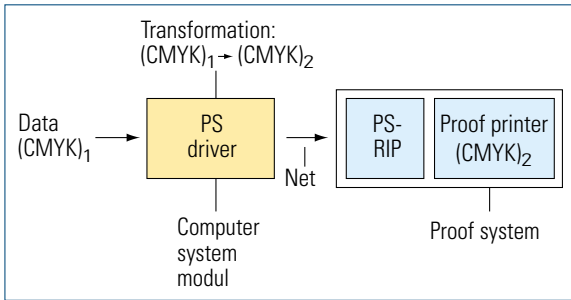 Transformation:
(CMYK)₁ → (CMYK)₂
Data
(CMYK)₁
PS
driver
Net
PS-
RIP
Proof printer
(CMYK)₂
Computer
system
modul
Proof system